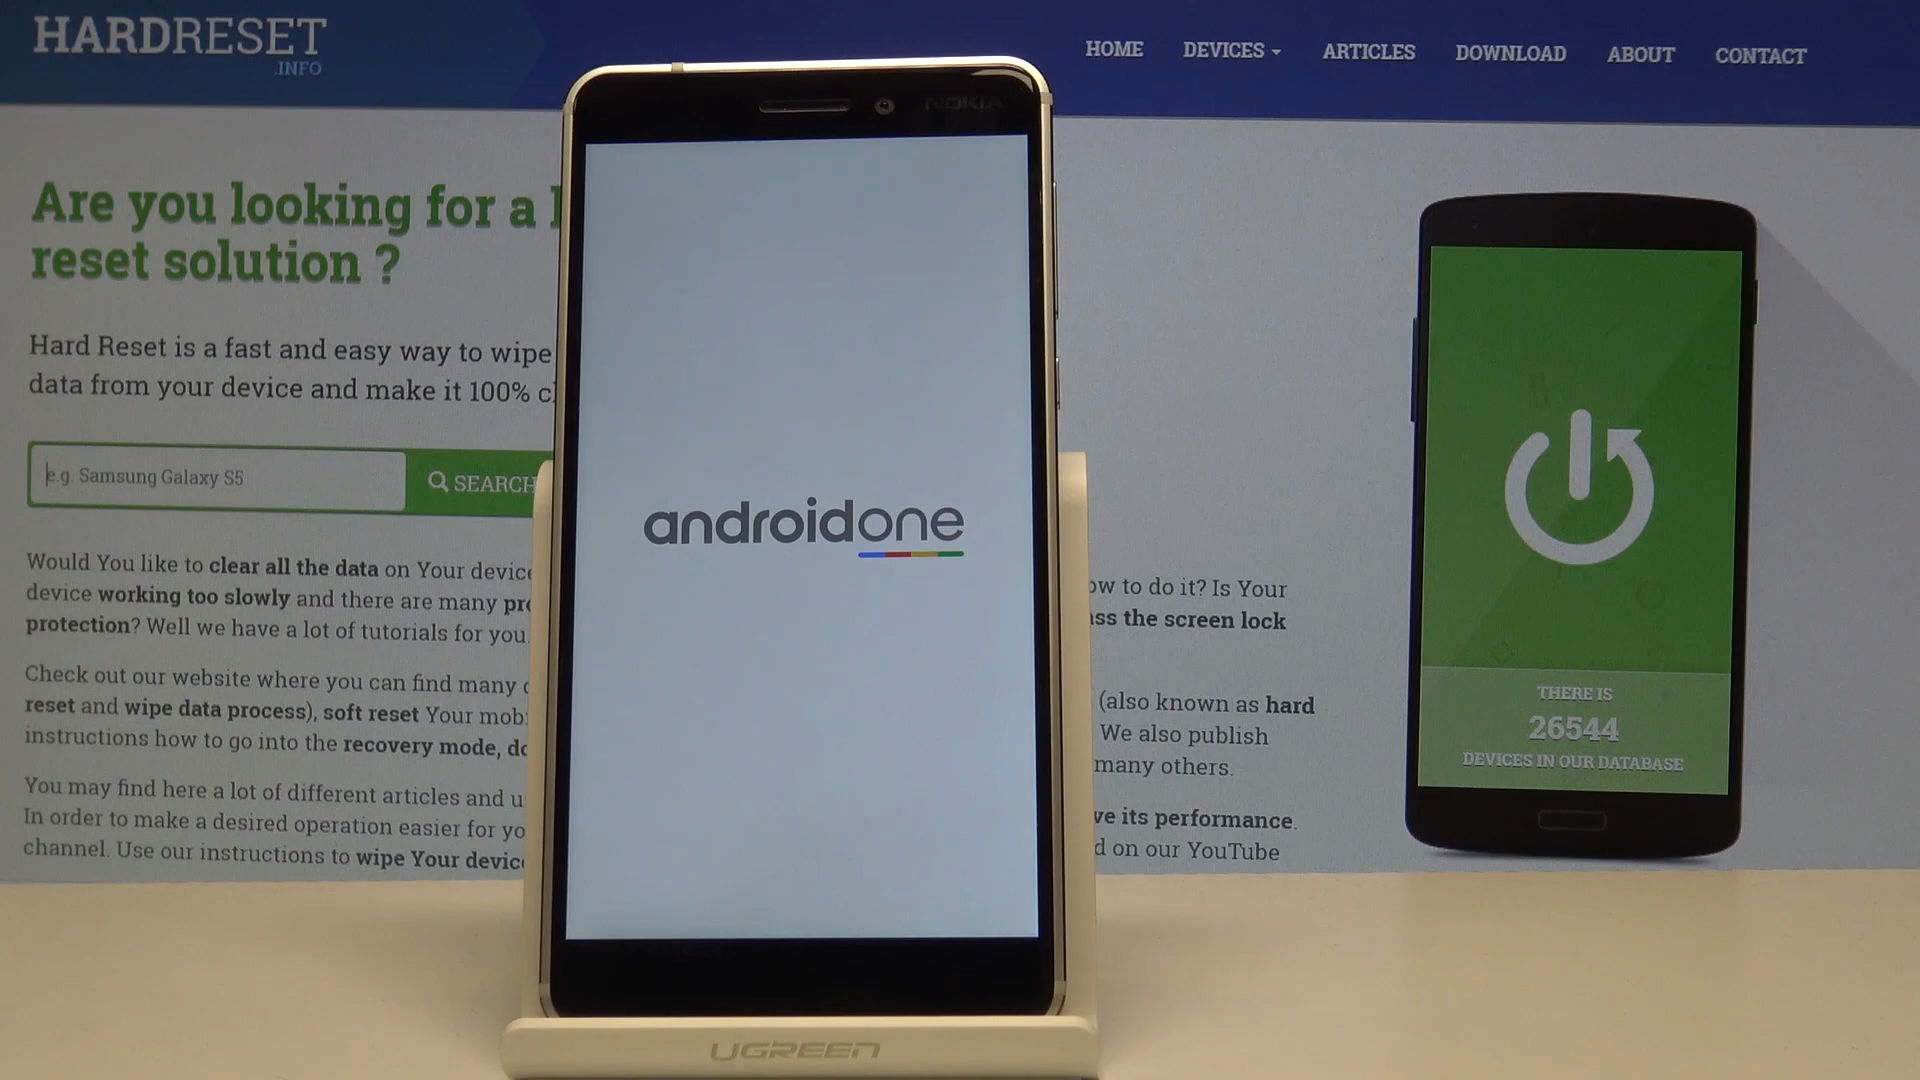 HARDRESET
.INFO
HOME DEVICES ARTICLES DOWNLOAD ABOUT CONTACT
NOKIA
Are you looking for a
reset solution ?
Hard Reset is a fast and easy way to wipe
data from your device and make it 100%
e.g. Samsung Galaxy S5
SEARCH
Would You like to clear all the data on Your device
device working too slowly and there are many
protection? Well we have a lot of tutorials for you.
Check out our website where you can find many
reset and wipe data process), soft reset Your
instructions how to go into the recovery mode,
You may find here a lot of different articles and
In order to make a desired operation easier for
channel. Use our instructions to wipe Your
androidone
to do it? Is Your
the screen lock
(also known as hard
We also publish
many others.
its performance.
on our YouTube
THERE IS
26544
DEVICES IN OUR DATABASE
UGREEN